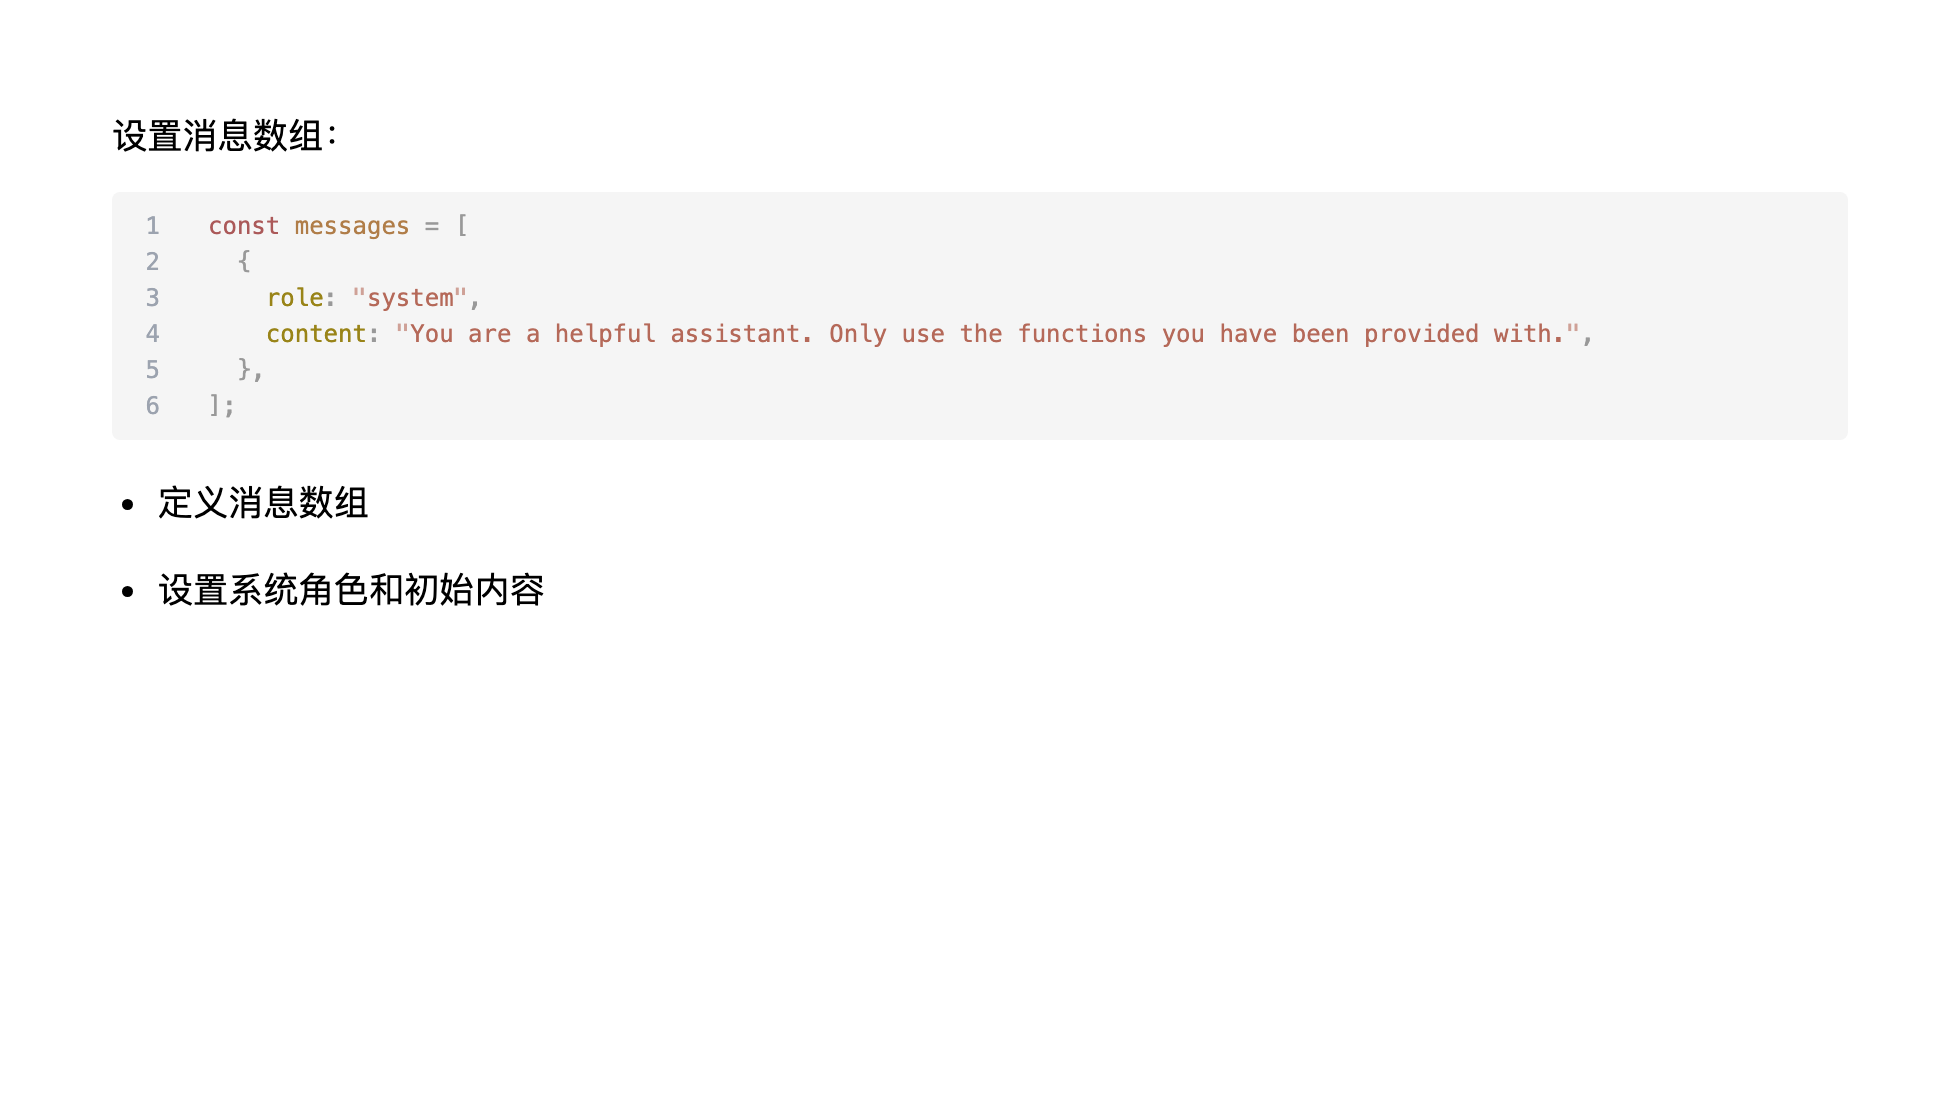 设置消息数组：
1 const messages = [
2   {
3     role: "system",
4     content: "You are a helpful assistant. Only use the functions you have been provided with.",
5   },
6 ];
• 定义消息数组
• 设置系统角色和初始内容